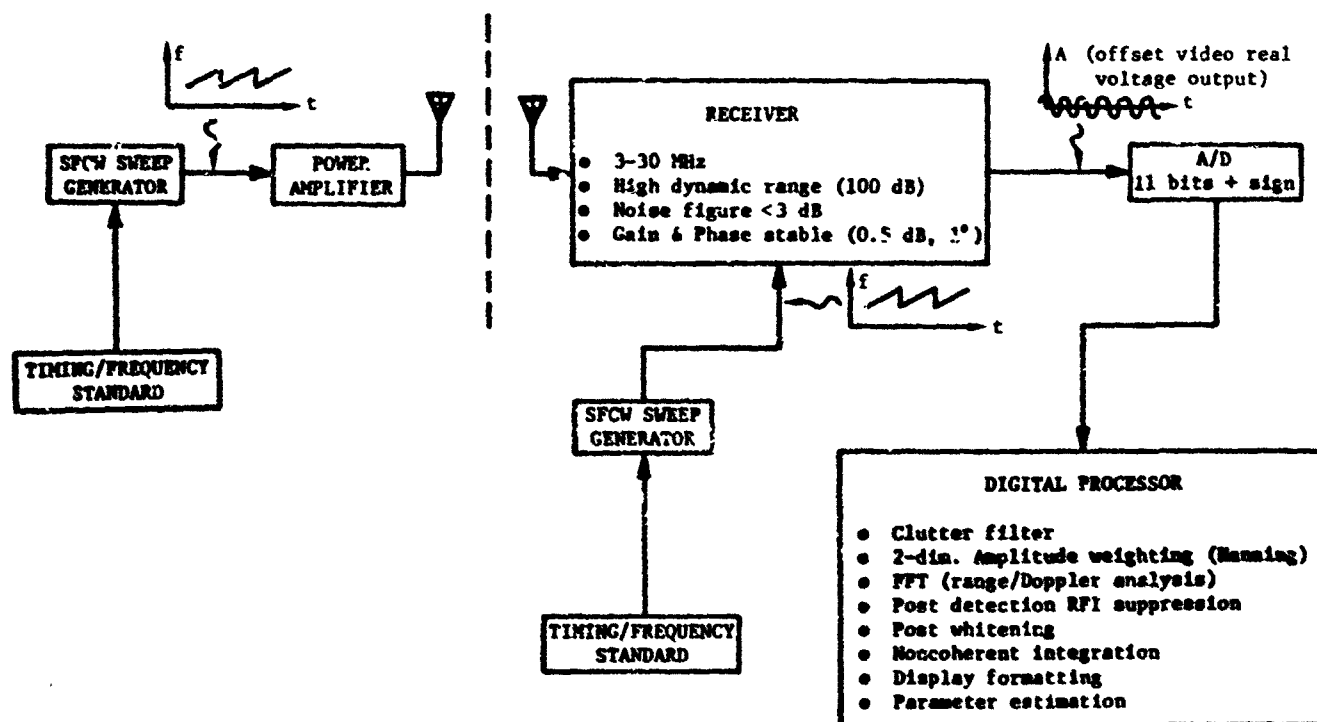 f
t
SFCW SWEEP
GENERATOR
POWER
AMPLIFIER
TIMING/FREQUENCY
STANDARD
RECEIVER
• 3-30 MHz
• High dynamic range (100 dB)
• Noise figure <3 dB
• Gain & Phase stable (0.5 dB, 1°)
A (offset video real
voltage output)
t
A/D
11 bits + sign
f
t
SFCW SWEEP
GENERATOR
TIMING/FREQUENCY
STANDARD
DIGITAL PROCESSOR
• Clutter filter
• 2-dim. Amplitude weighting
• FFT (range/Doppler analysis)
• Post detection RFI suppression
• Post whitening
• Noncoherent integration
• Display formatting
• Parameter estimation